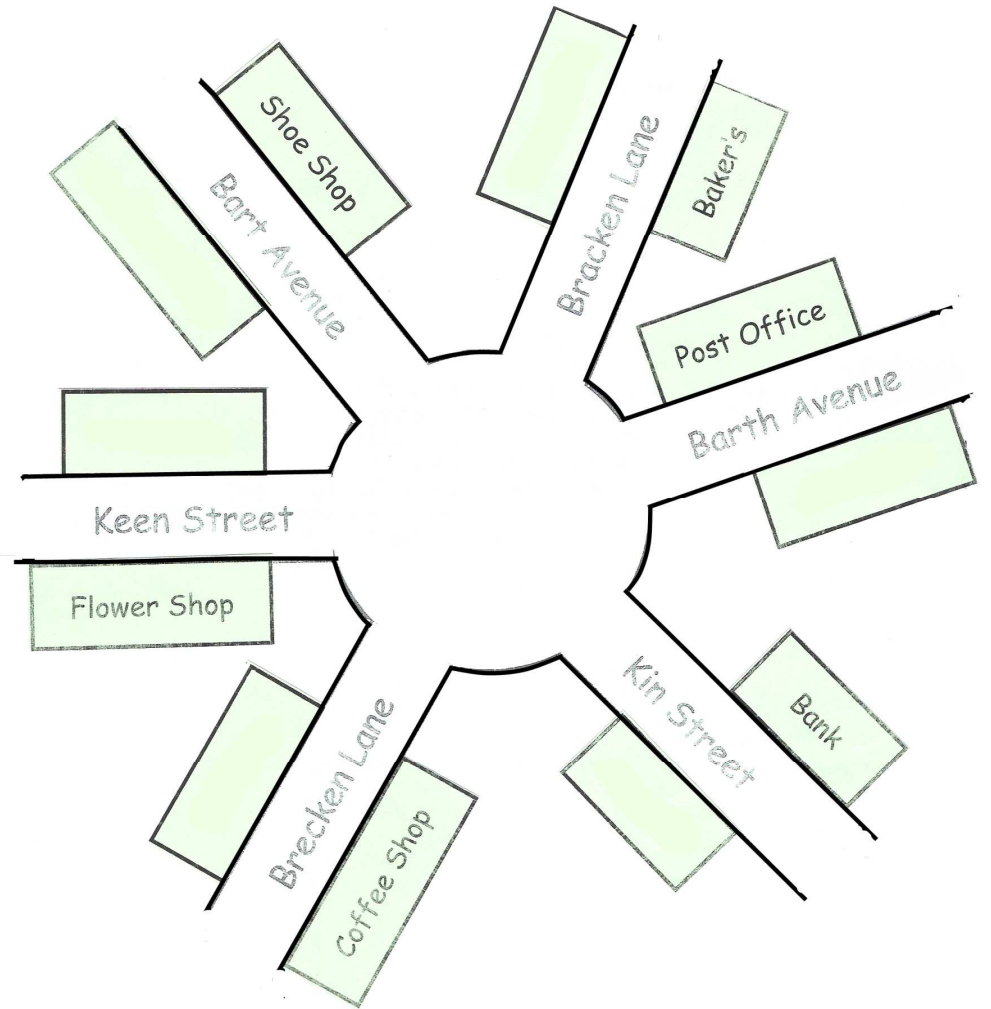 Shoe Shop
Bart Avenue
Bracken Lane
Baker's
Post Office
Barth Avenue
Keen Street
Flower Shop
Brecken Lane
Coffee Shop
Kin Street
Bank